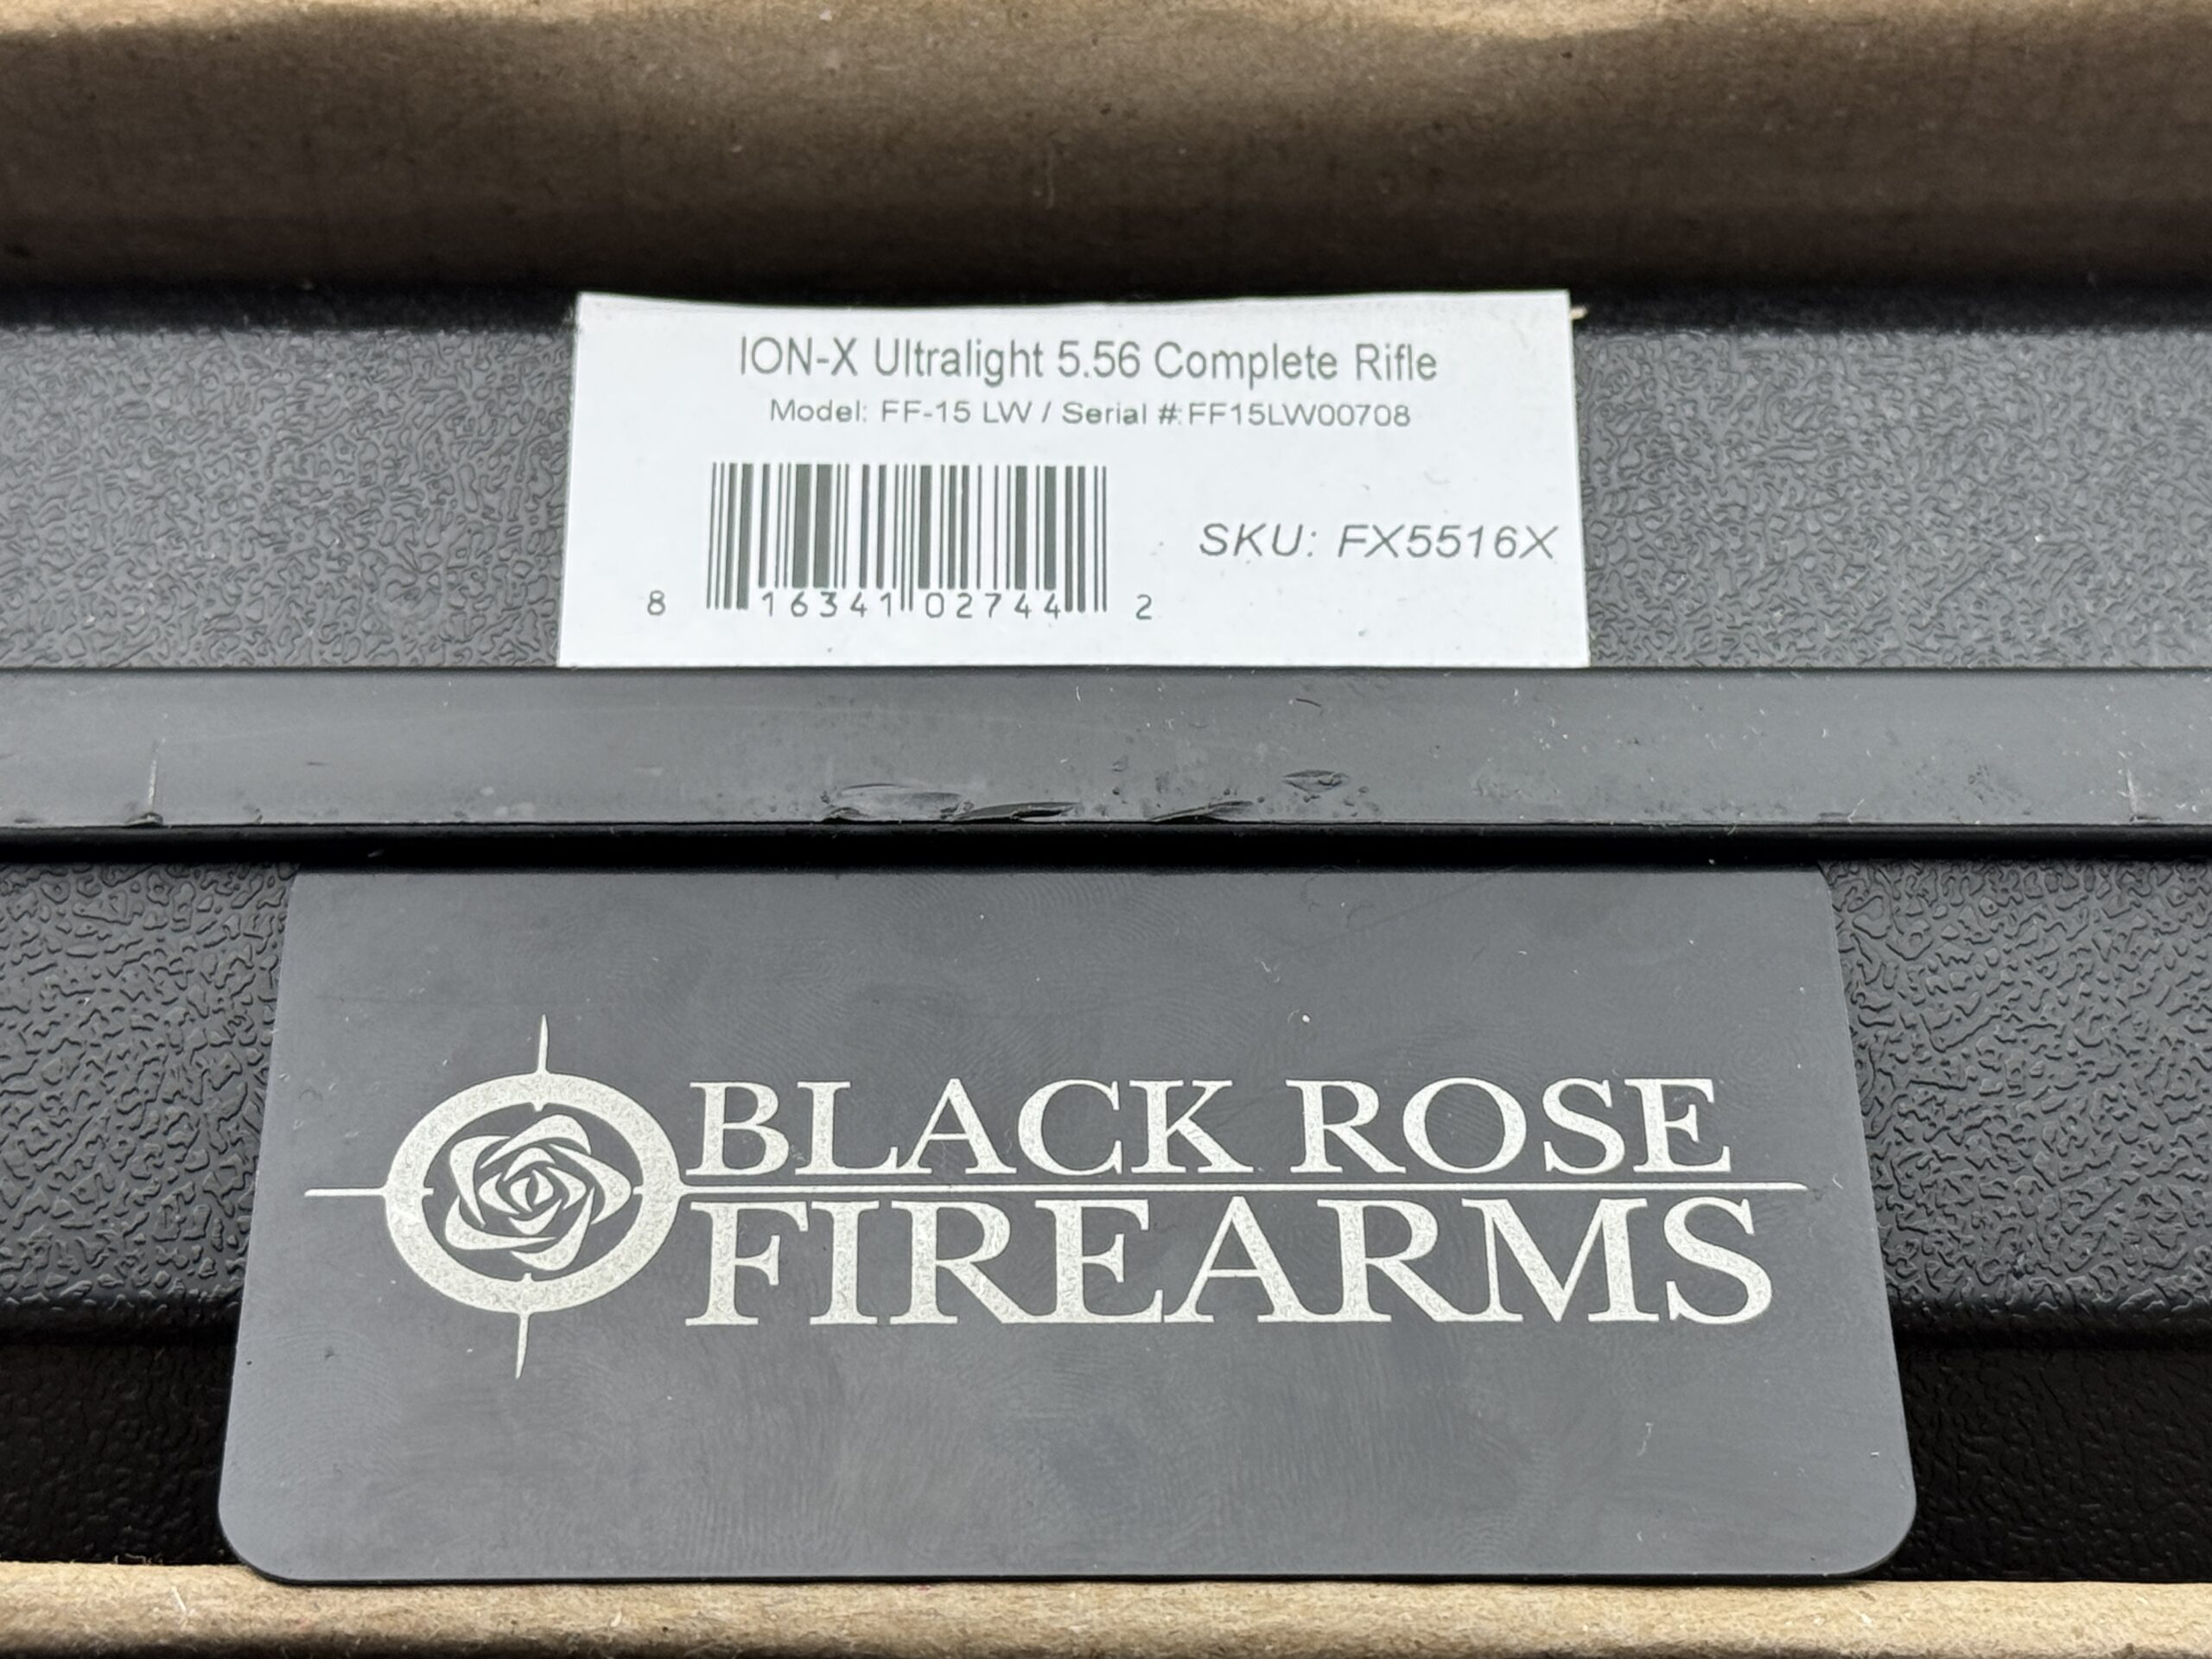 ION-X Ultralight 5.56 Complete Rifle
Model: FF-15 LW / Serial #:FF15LW00708
SKU: FX5516X
8 16341 02744 2
BLACK ROSE
FIREARMS